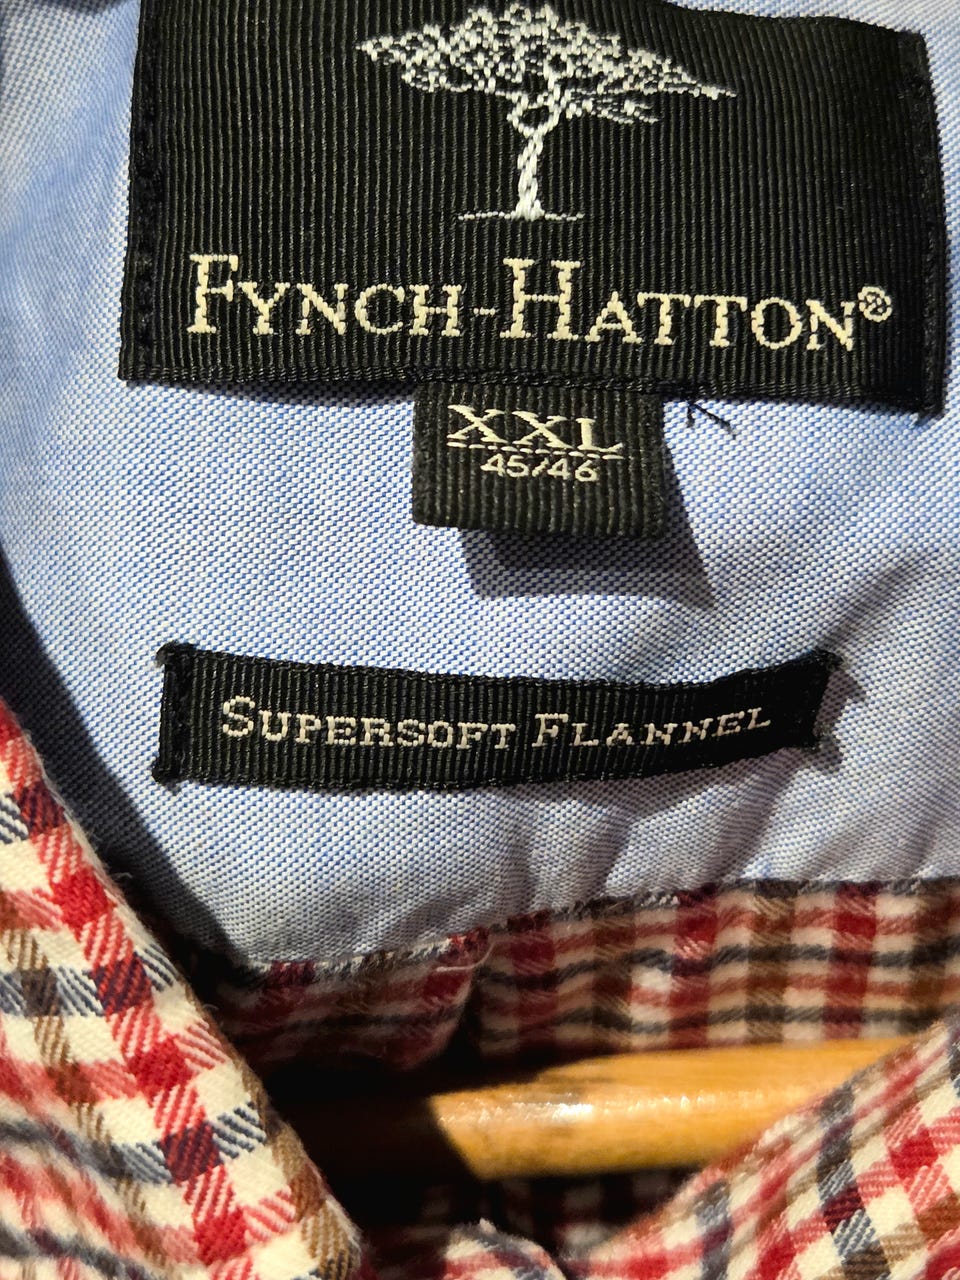 FYNCH-HATTON®
XXL
45/46
SUPERSOFT FLANNEL